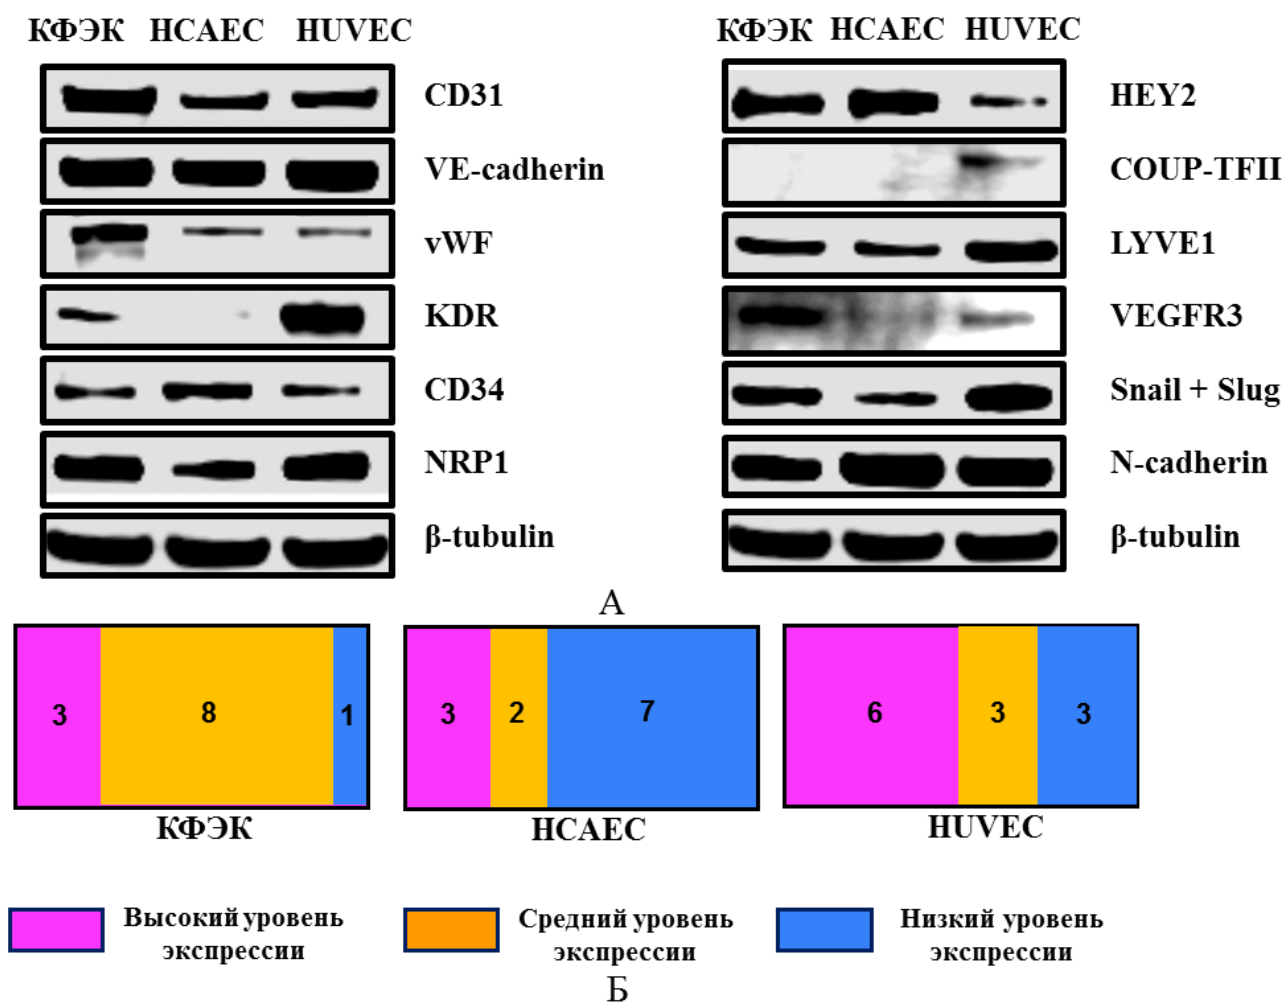 КФЭК HCAEC HUVEC
CD31
VE-cadherin
vWF
KDR
CD34
NRP1
β-tubulin
КФЭК HCAEC HUVEC
HEY2
COUP-TFII
LYVE1
VEGFR3
Snail + Slug
N-cadherin
β-tubulin
А
3 8 1
КФЭК
3 2 7
HCAEC
6 3 3
HUVEC
Высокий уровень
экспрессии
Средний уровень
экспрессии
Низкий уровень
экспрессии
Б